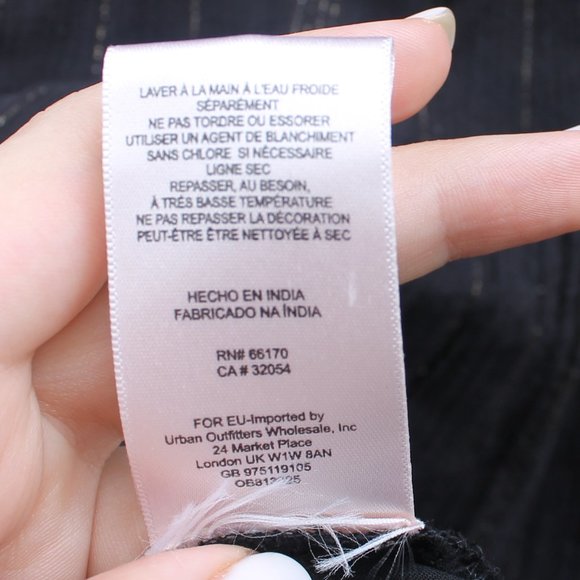 LAVER À LA MAIN À L'EAU FROIDE
SÉPARÉMENT
NE PAS TORDRE OU ESSORER
UTILISER UN AGENT DE BLANCHIMENT
SANS CHLORE SI NÉCESSAIRE
LIGNE SEC
REPASSER, AU BESOIN,
À TRÉS BASSE TEMPÉRATURE
NE PAS REPASSER LA DÉCORATION
PEUT-ÊTRE ÊTRE NETTOYÉE À SEC
HECHO EN INDIA
FABRICADO NA ÍNDIA
RN# 66170
CA # 32054
FOR EU-Imported by
Urban Outfitters Wholesale, Inc
24 Market Place
London UK W1W 8AN
GB 975119105